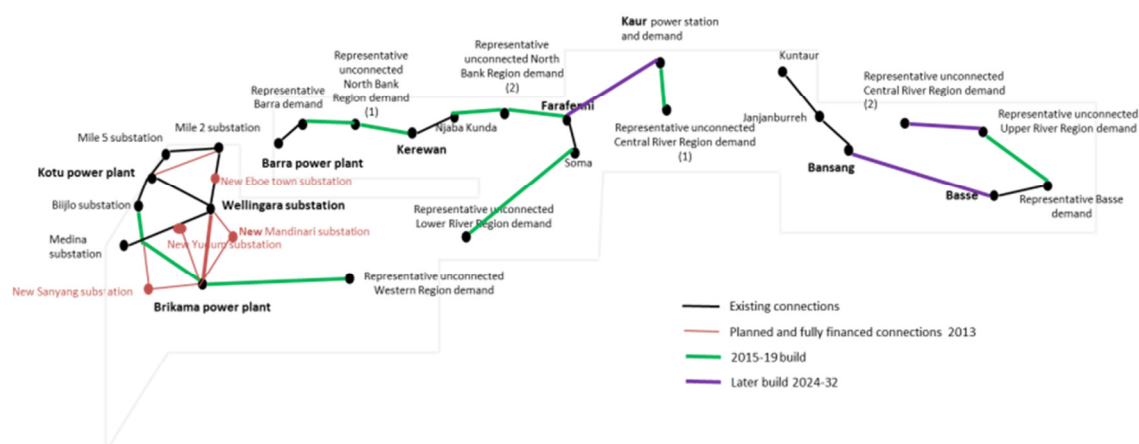 Kaur power station
and demand
Representative
unconnected North
Bank Region demand
(2)
Representative
unconnected
North Bank
Region demand
(1)
Representative
Barra demand
Kuntaur
Representative unconnected
Central River Region demand
(2)
Representative unconnected
Upper River Region demand
Farafenni
Njaba Kunda
Janjanburreh
Mile 2 substation
Mile 5 substation
Kerewan
Representative unconnected
Central River Region demand
(1)
Barra power plant
Soma
Bansang
Kotu power plant
New Eboe town substation
Basse
Representative Basse
demand
Biijlo substation
Wellingara substation
Representative unconnected
Lower River Region demand
New Mandinari substation
Medina
substation
New Yundum substation
Representative unconnected
Western Region demand
New Sanyang substation
Brikama power plant
Existing connections
Planned and fully financed connections 2013
2015-19 build
Later build 2024-32